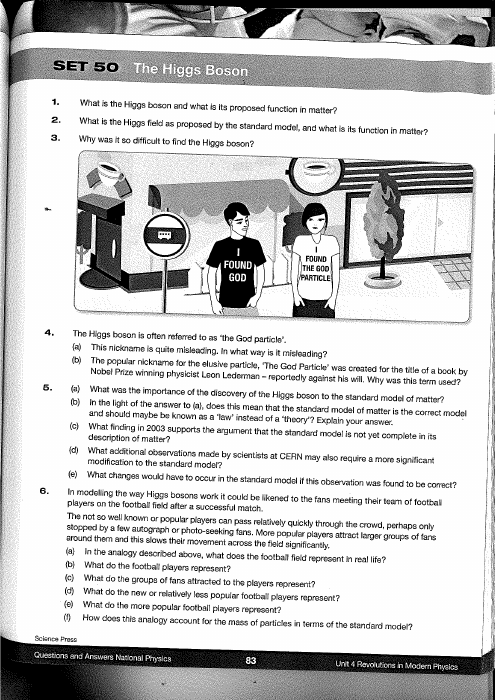 SET 50 The Higgs Boson
1. What is the Higgs boson and what is its proposed function in matter?
2. What is the Higgs field as proposed by the standard model, and what is its function in matter?
3. Why was it so difficult to find the Higgs boson?
I
FOUND
GOD
I
FOUND
THE GOD
PARTICLE
4. The Higgs boson is often referred to as 'the God particle'.
(a) This nickname is quite misleading. In what way is it misleading?
(b) The popular nickname for the elusive particle, 'The God Particle' was created for the title of a book by
Nobel Prize winning physicist Leon Lederman – reportedly against his will. Why was this term used?
5. (a) What was the importance of the discovery of the Higgs boson to the standard model of matter?
(b) In the light of the answer to (a), does this mean that the standard model of matter is the correct model
and should maybe be known as a 'law' instead of a 'theory'? Explain your answer.
(c) What finding in 2003 supports the argument that the standard model is not yet complete in its
description of matter?
(d) What additional observations made by scientists at CERN may also require a more significant
modification to the standard model?
(e) What changes would have to occur in the standard model if this observation was found to be correct?
6. In modelling the way Higgs bosons work it could be likened to the fans meeting their team of football
players on the football field after a successful match.
The not so well known or popular players can pass relatively quickly through the crowd, perhaps only
stopped by a few autograph or photo-seeking fans. More popular players attract larger groups of fans
around them and this slows their movement across the field significantly.
(a) In the analogy described above, what does the football field represent in real life?
(b) What do the football players represent?
(c) What do the groups of fans attracted to the players represent?
(d) What do the new or relatively less popular football players represent?
(e) What do the more popular football players represent?
(f) How does this analogy account for the mass of particles in terms of the standard model?
Science Press
Questions and Answers National Physics 83 Unit 4 Revolutions in Modern Physics